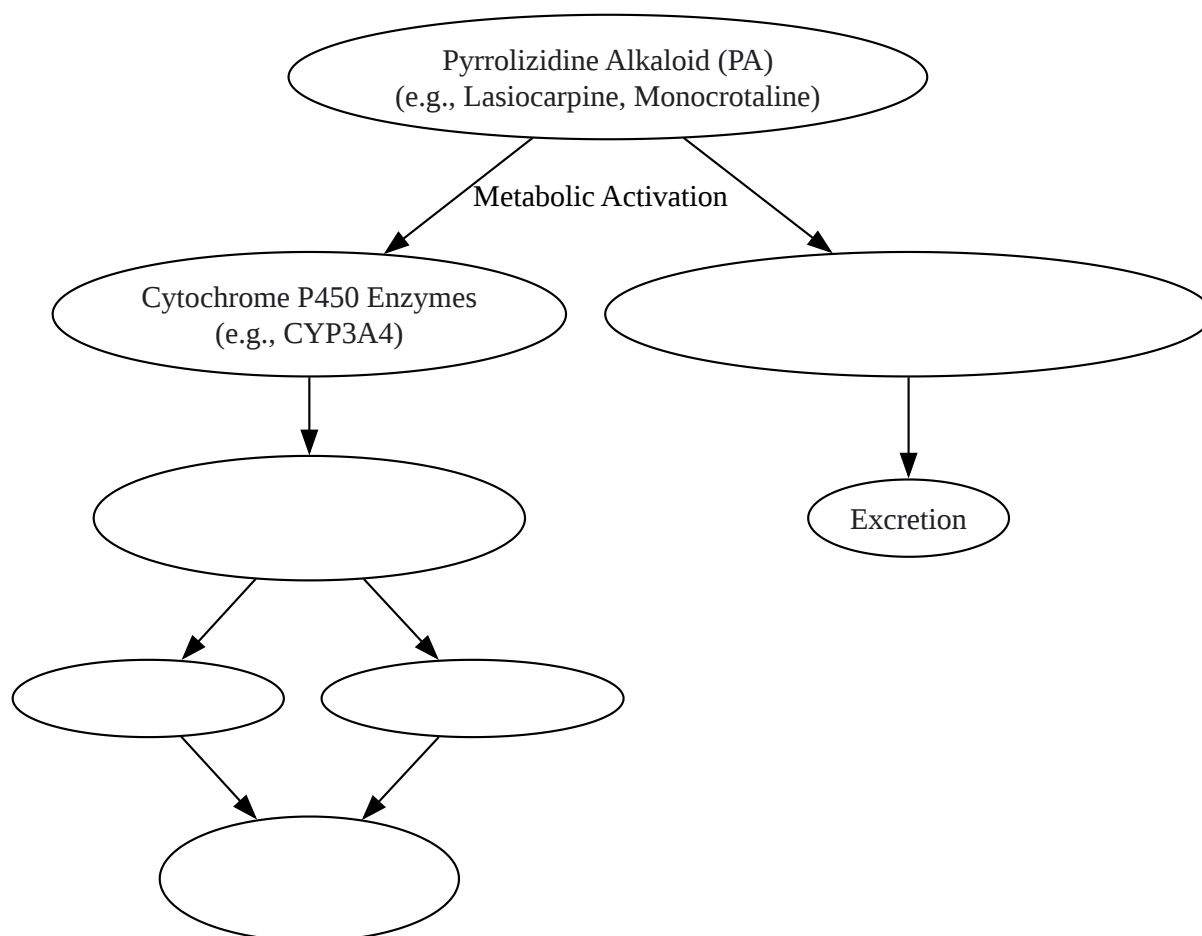 Pyrrolizidine Alkaloid (PA)
(e.g., Lasiocarpine, Monocrotaline)
Metabolic Activation
Cytochrome P450 Enzymes
(e.g., CYP3A4)
Excretion